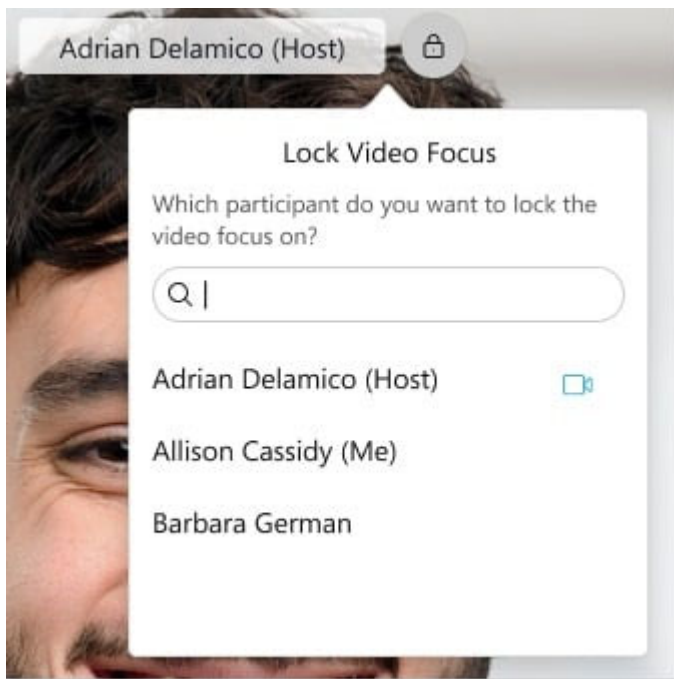 Adrian Delamico (Host)
Lock Video Focus
Which participant do you want to lock the
video focus on?
Adrian Delamico (Host)
Allison Cassidy (Me)
Barbara German